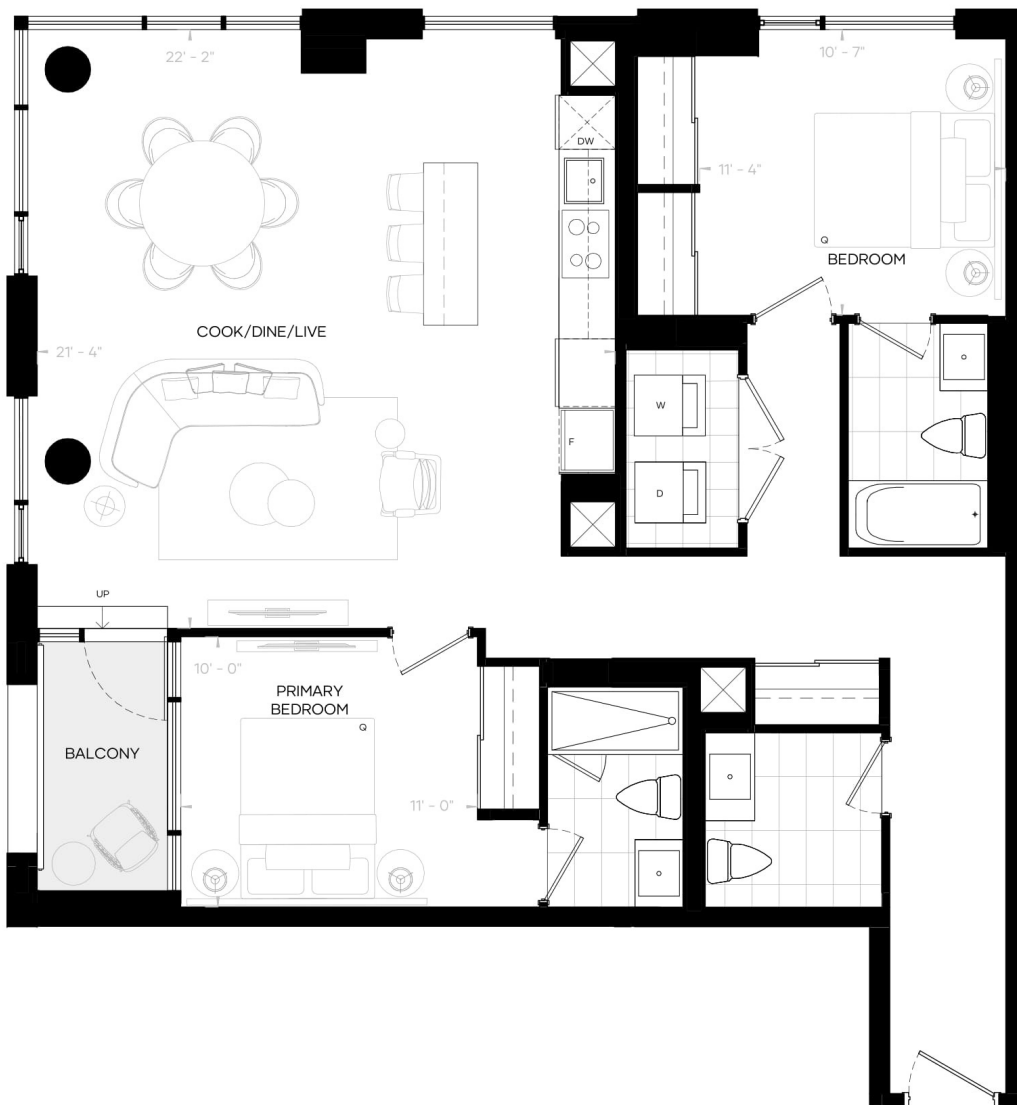 22' - 2"
10' - 7"
DW
11' - 4"
Q
BEDROOM
COOK/DINE/LIVE
21' - 4"
W
F
D
UP
10' - 0"
PRIMARY
BEDROOM
Q
BALCONY
11' - 0"